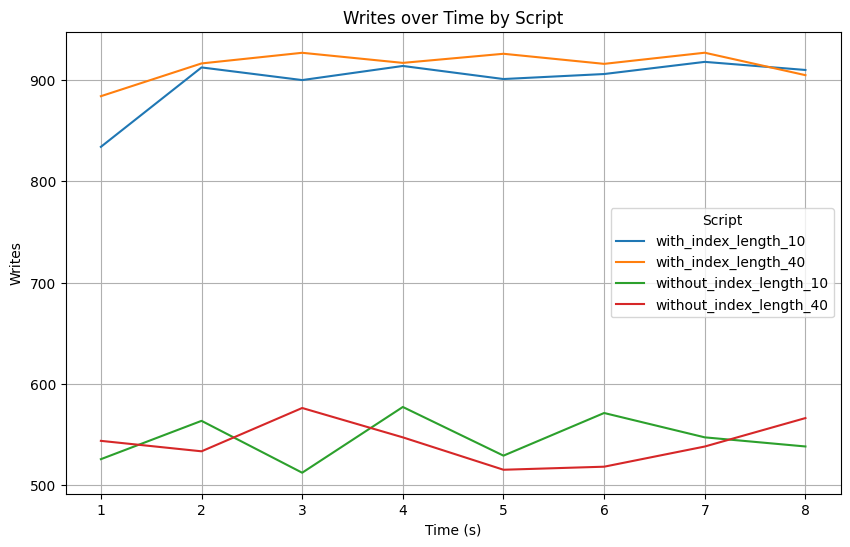 Writes over Time by Script
Writes
900
800
700
600
500
Script
with_index_length_10
with_index_length_40
without_index_length_10
without_index_length_40
1 2 3 4 5 6 7 8
Time (s)